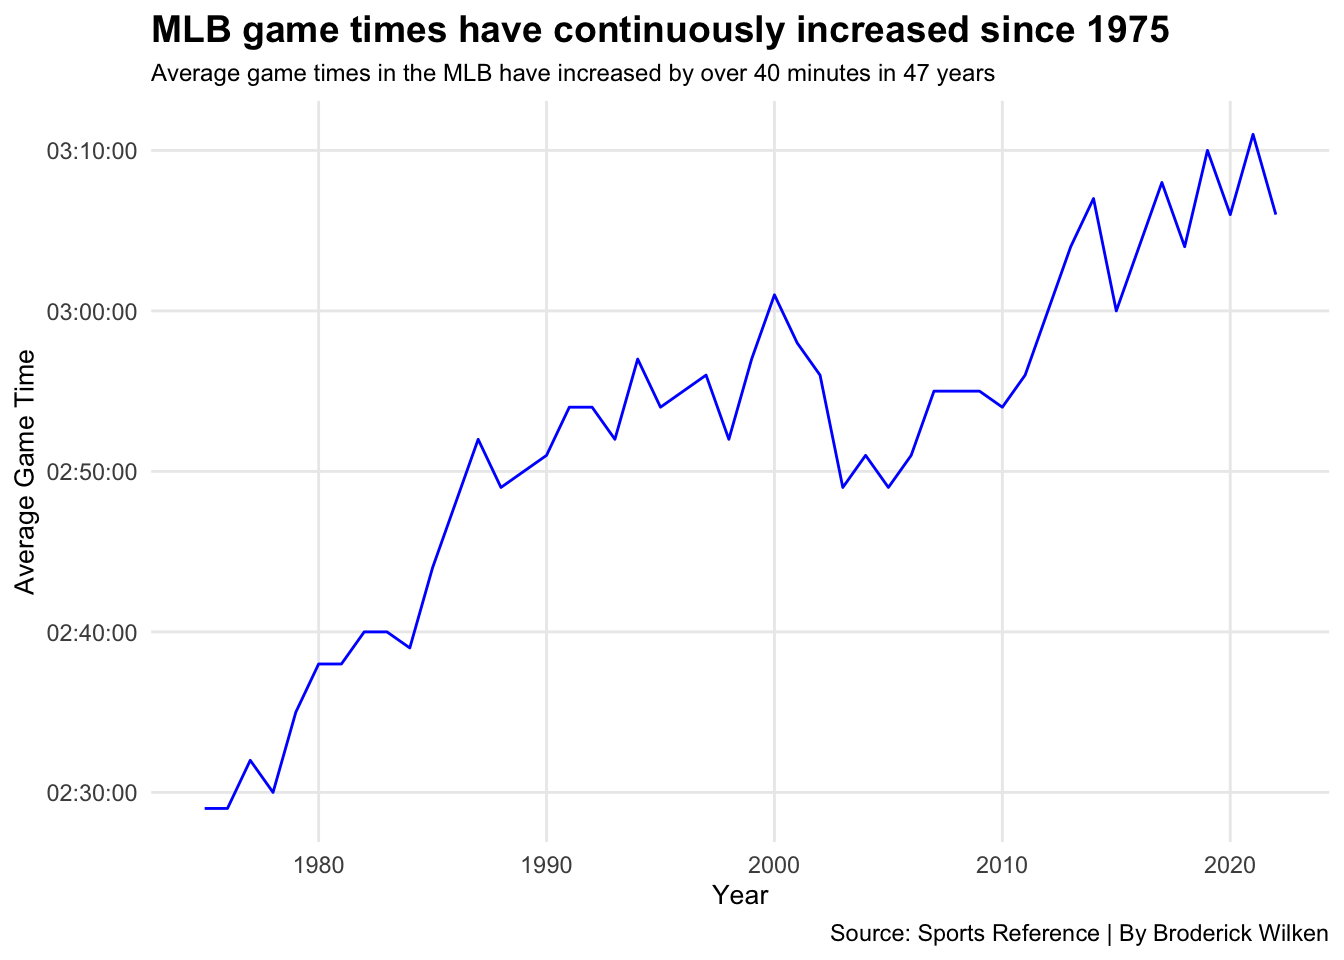 MLB game times have continuously increased since 1975
Average game times in the MLB have increased by over 40 minutes in 47 years
Average Game Time
03:10:00
03:00:00
02:50:00
02:40:00
02:30:00
1980 1990 2000 2010 2020
Year
Source: Sports Reference | By Broderick Wilken